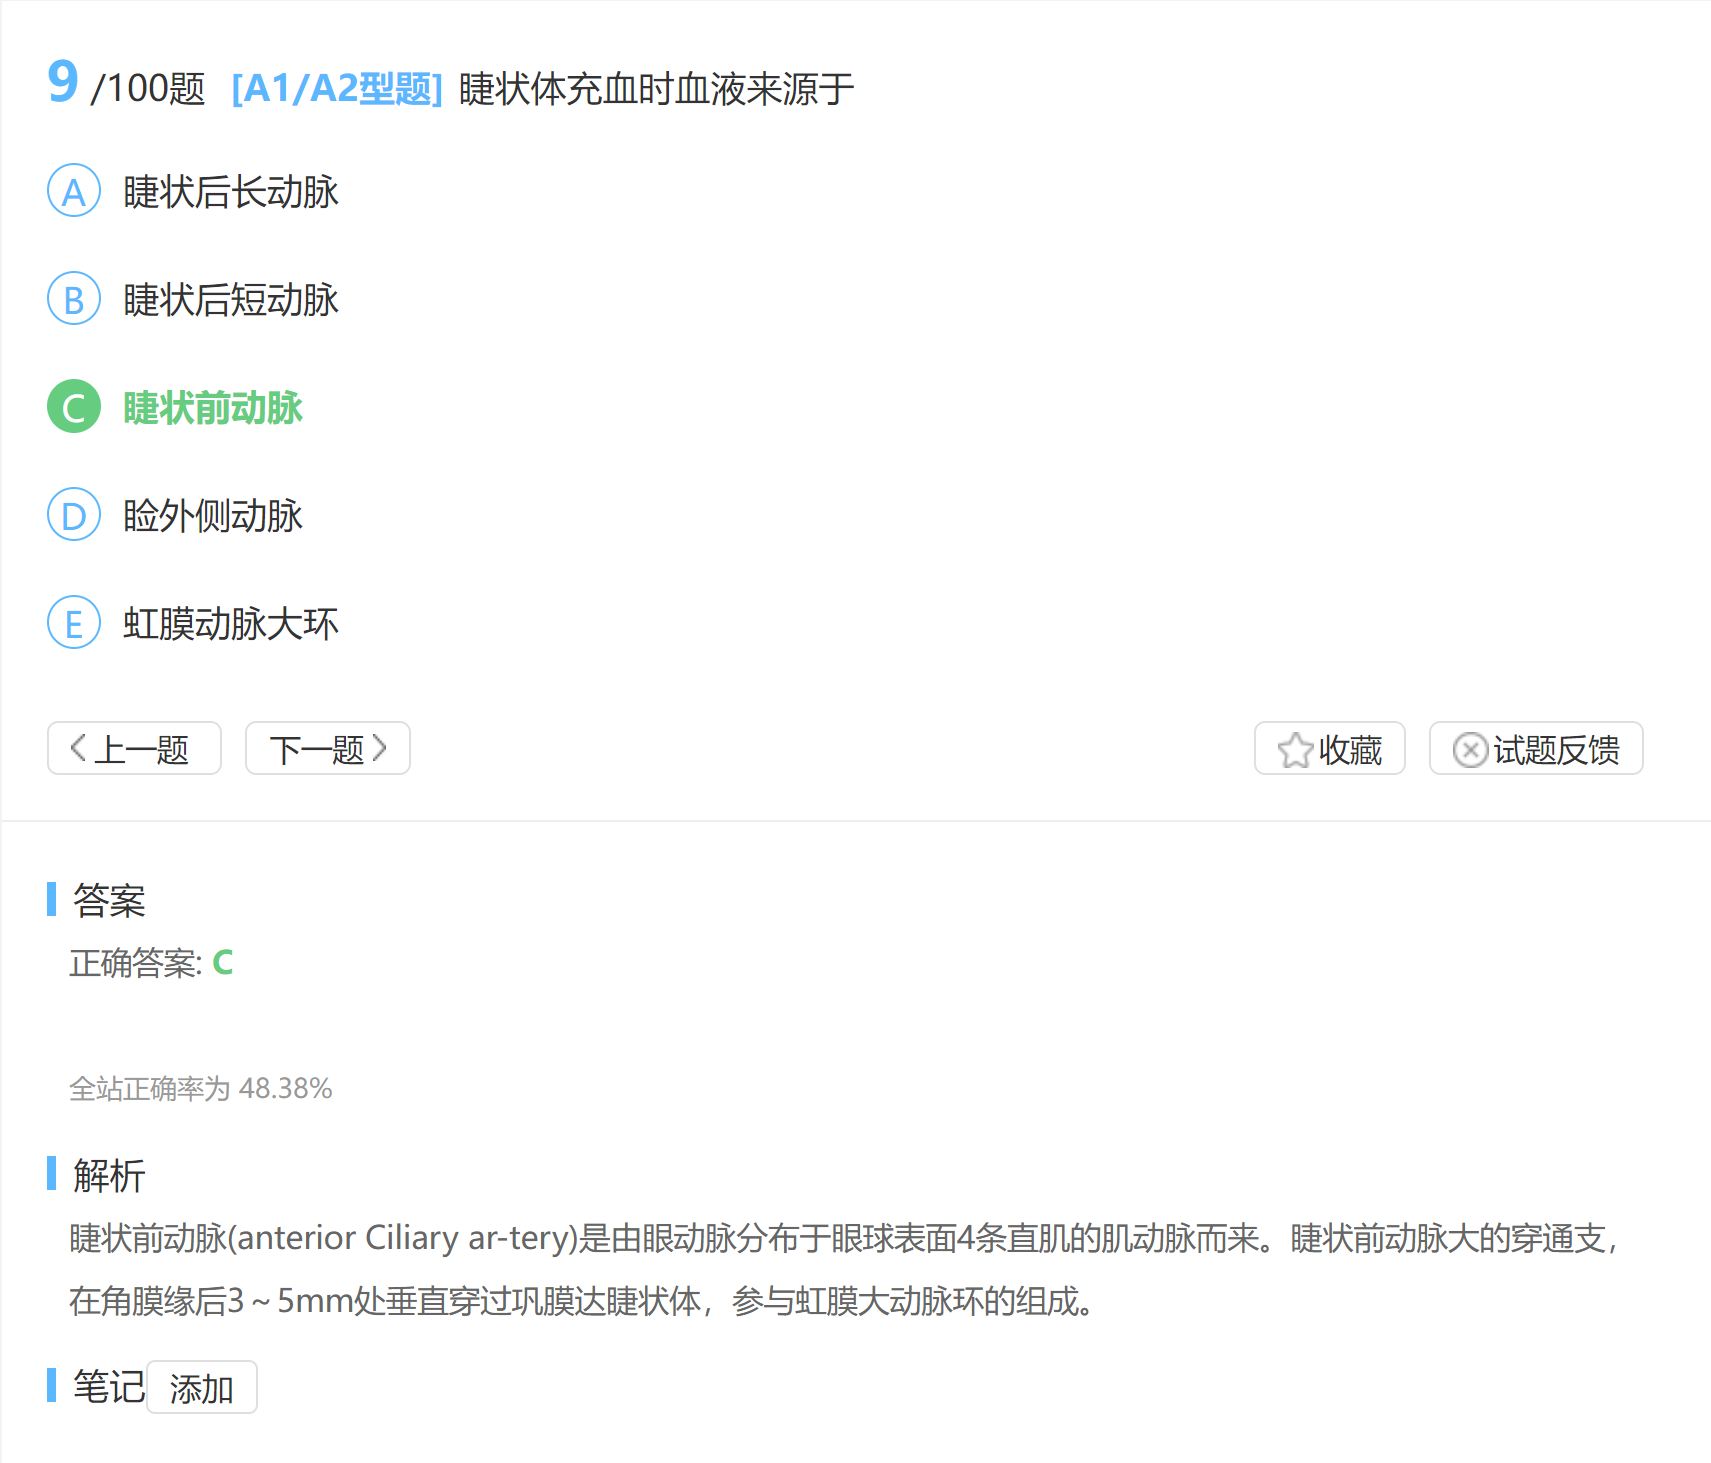 9 /100题 [A1/A2型题] 睫状体充血时血液来源于
A 睫状后长动脉
B 睫状后短动脉
C 睫状前动脉
D 睑外侧动脉
E 虹膜动脉大环
上一题 下一题 收藏 试题反馈
答案
正确答案: C
全站正确率为 48.38%
解析
睫状前动脉(anterior Ciliary ar-tery)是由眼动脉分布于眼球表面4条直肌的肌动脉而来。睫状前动脉大的穿通支，
在角膜缘后3～5mm处垂直穿过巩膜达睫状体，参与虹膜大动脉环的组成。
笔记 添加